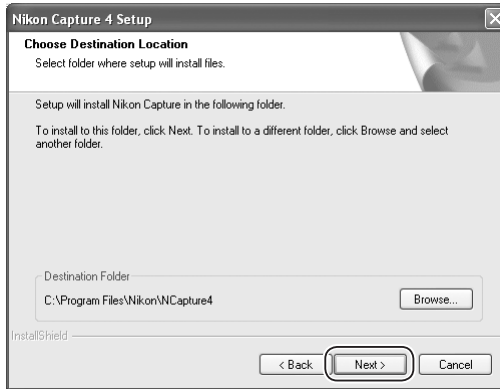 Nikon Capture 4 Setup
Choose Destination Location
Select folder where setup will install files.
Setup will install Nikon Capture in the following folder.
To install to this folder, click Next. To install to a different folder, click Browse and select
another folder.
Destination Folder
C:\Program Files\Nikon\NCapture4
Browse...
InstallShield
< Back
Next >
Cancel